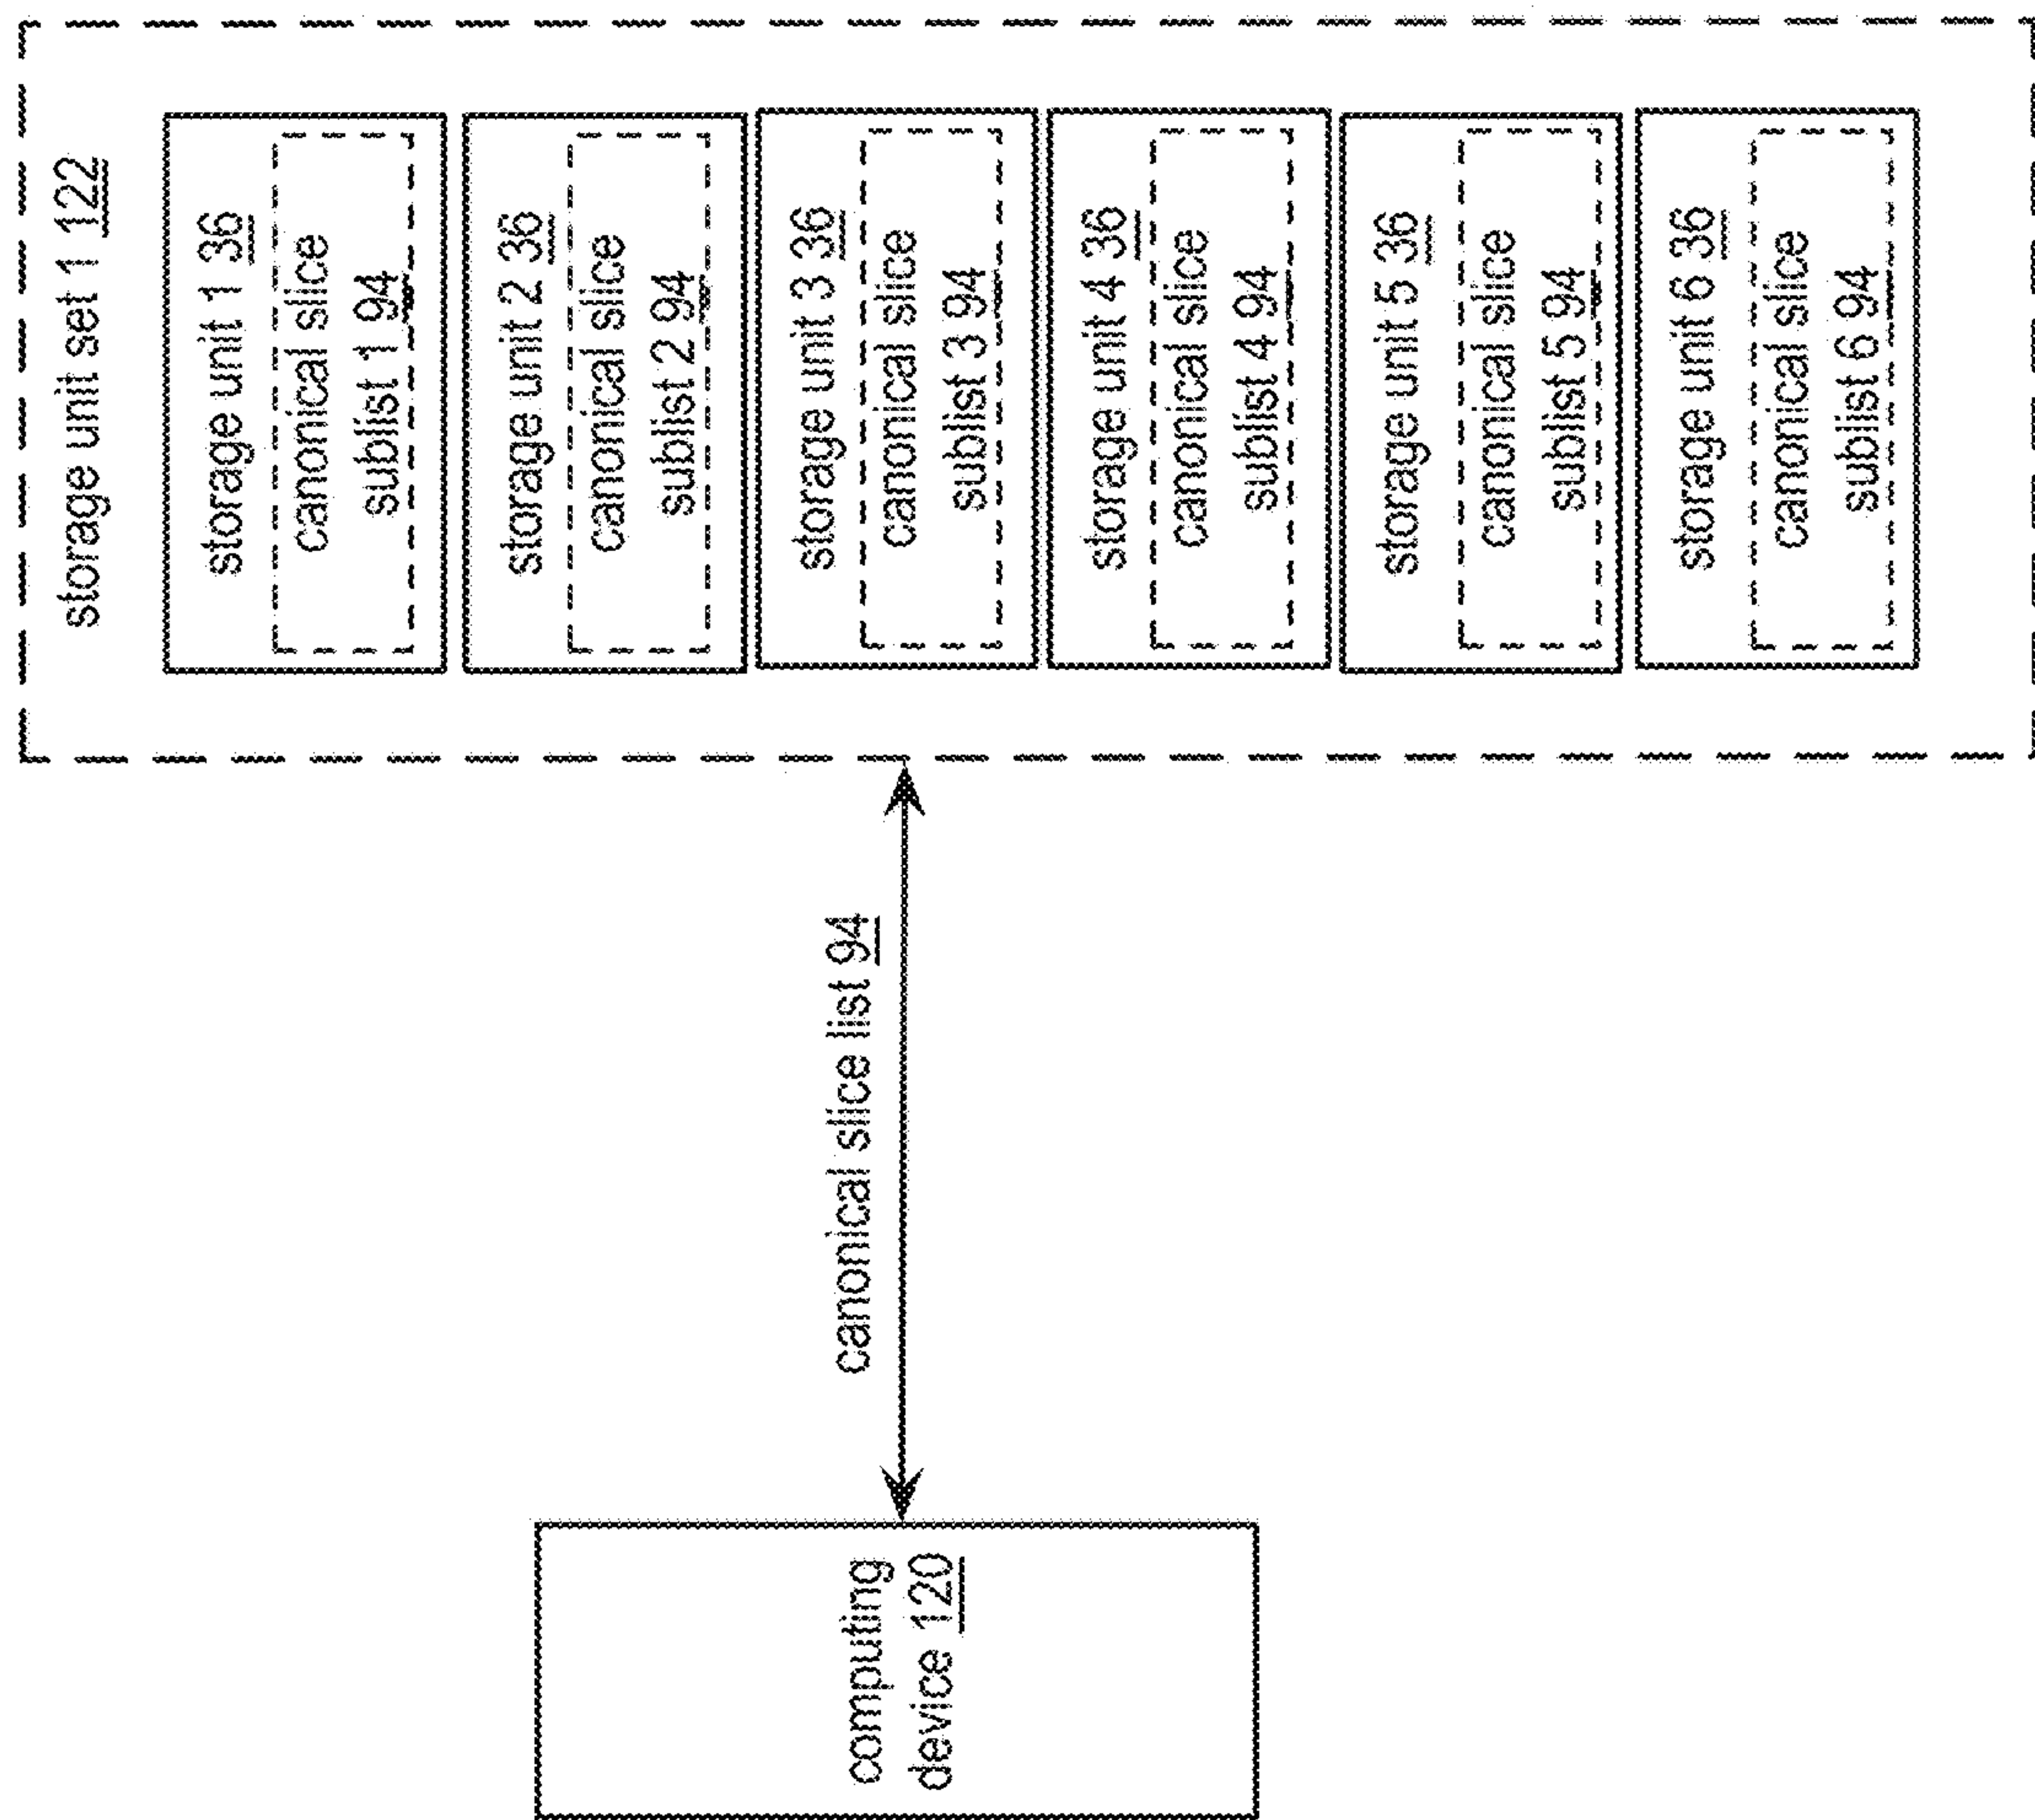 storage unit set 1 122
storage unit 1 36
canonical slice
sublist 1 94
storage unit 2 36
canonical slice
sublist 2 94
storage unit 3 36
canonical slice
sublist 3 94
storage unit 4 36
canonical slice
sublist 4 94
storage unit 5 36
canonical slice
sublist 5 94
storage unit 6 36
canonical slice
sublist 6 94
canonical slice list 94
computing
device 120